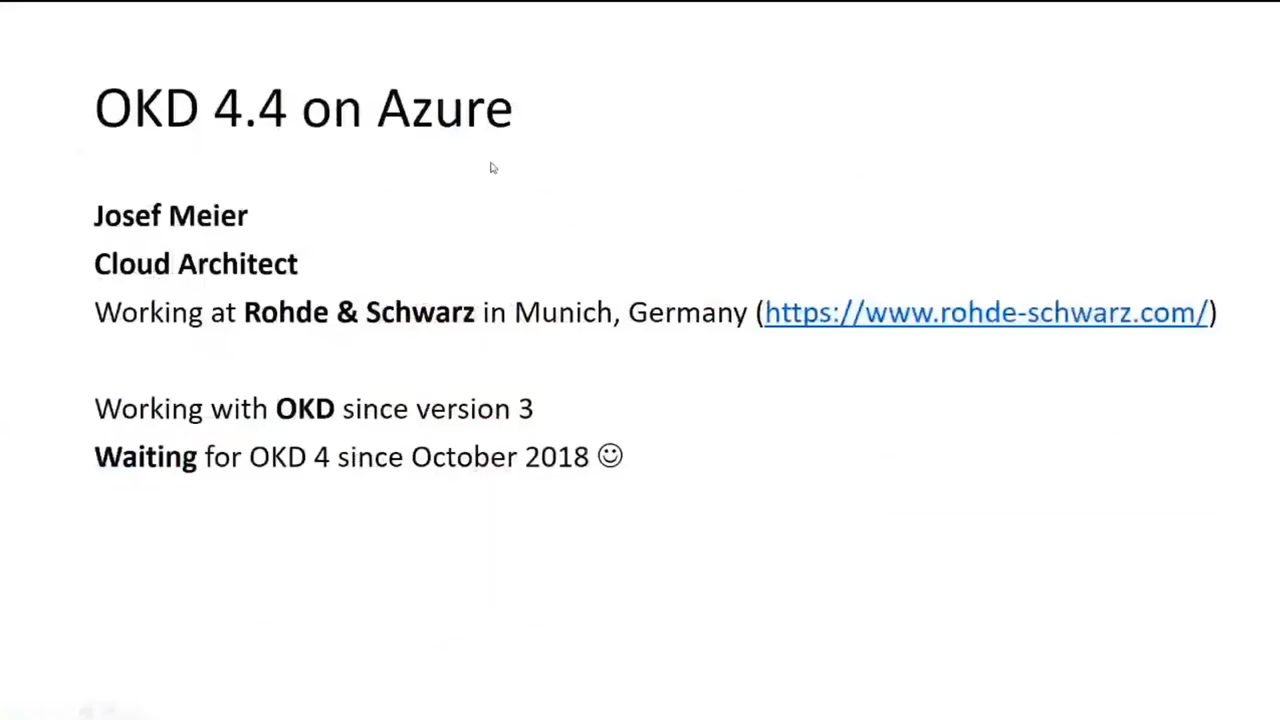 OKD 4.4 on Azure
Josef Meier
Cloud Architect
Working at Rohde & Schwarz in Munich, Germany (https://www.rohde-schwarz.com/)
Working with OKD since version 3
Waiting for OKD 4 since October 2018 ☺